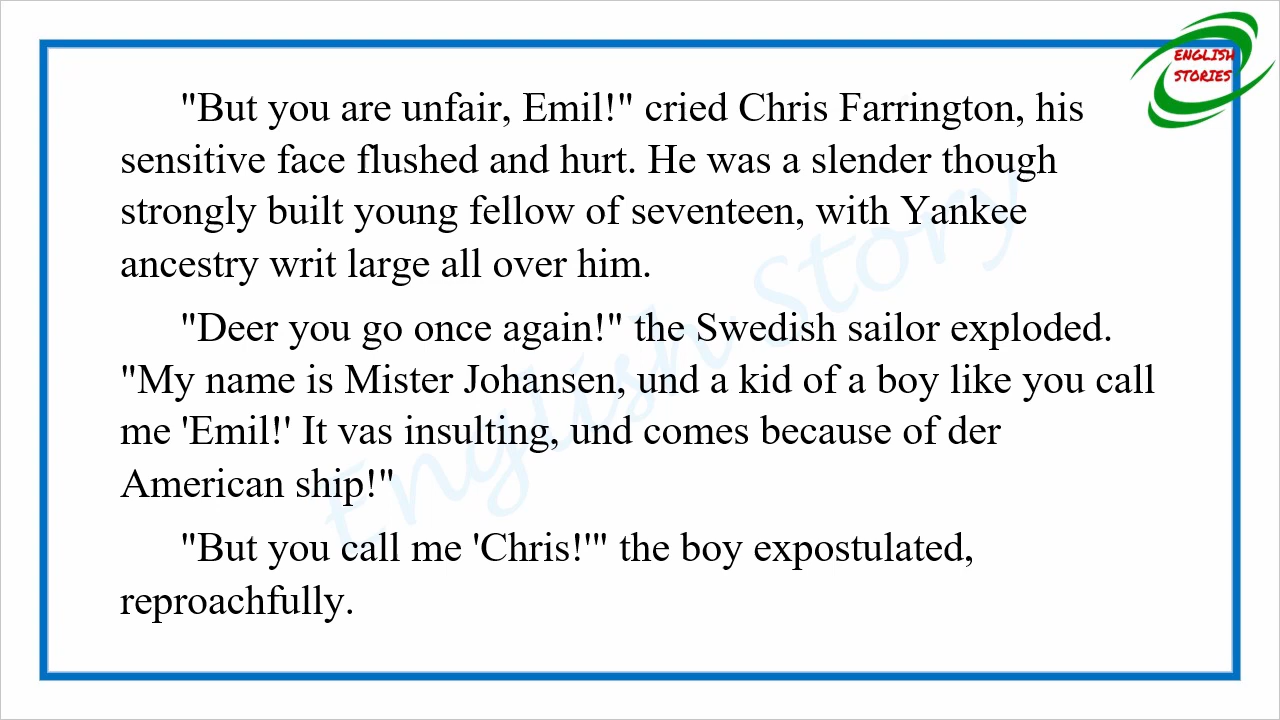 ENGLISH
STORIES
"But you are unfair, Emil!" cried Chris Farrington, his
sensitive face flushed and hurt. He was a slender though
strongly built young fellow of seventeen, with Yankee
ancestry writ large all over him.
"Deer you go once again!" the Swedish sailor exploded.
"My name is Mister Johansen, und a kid of a boy like you call
me 'Emil!' It vas insulting, und comes because of der
American ship!"
"But you call me 'Chris!'" the boy expostulated,
reproachfully.
English Story